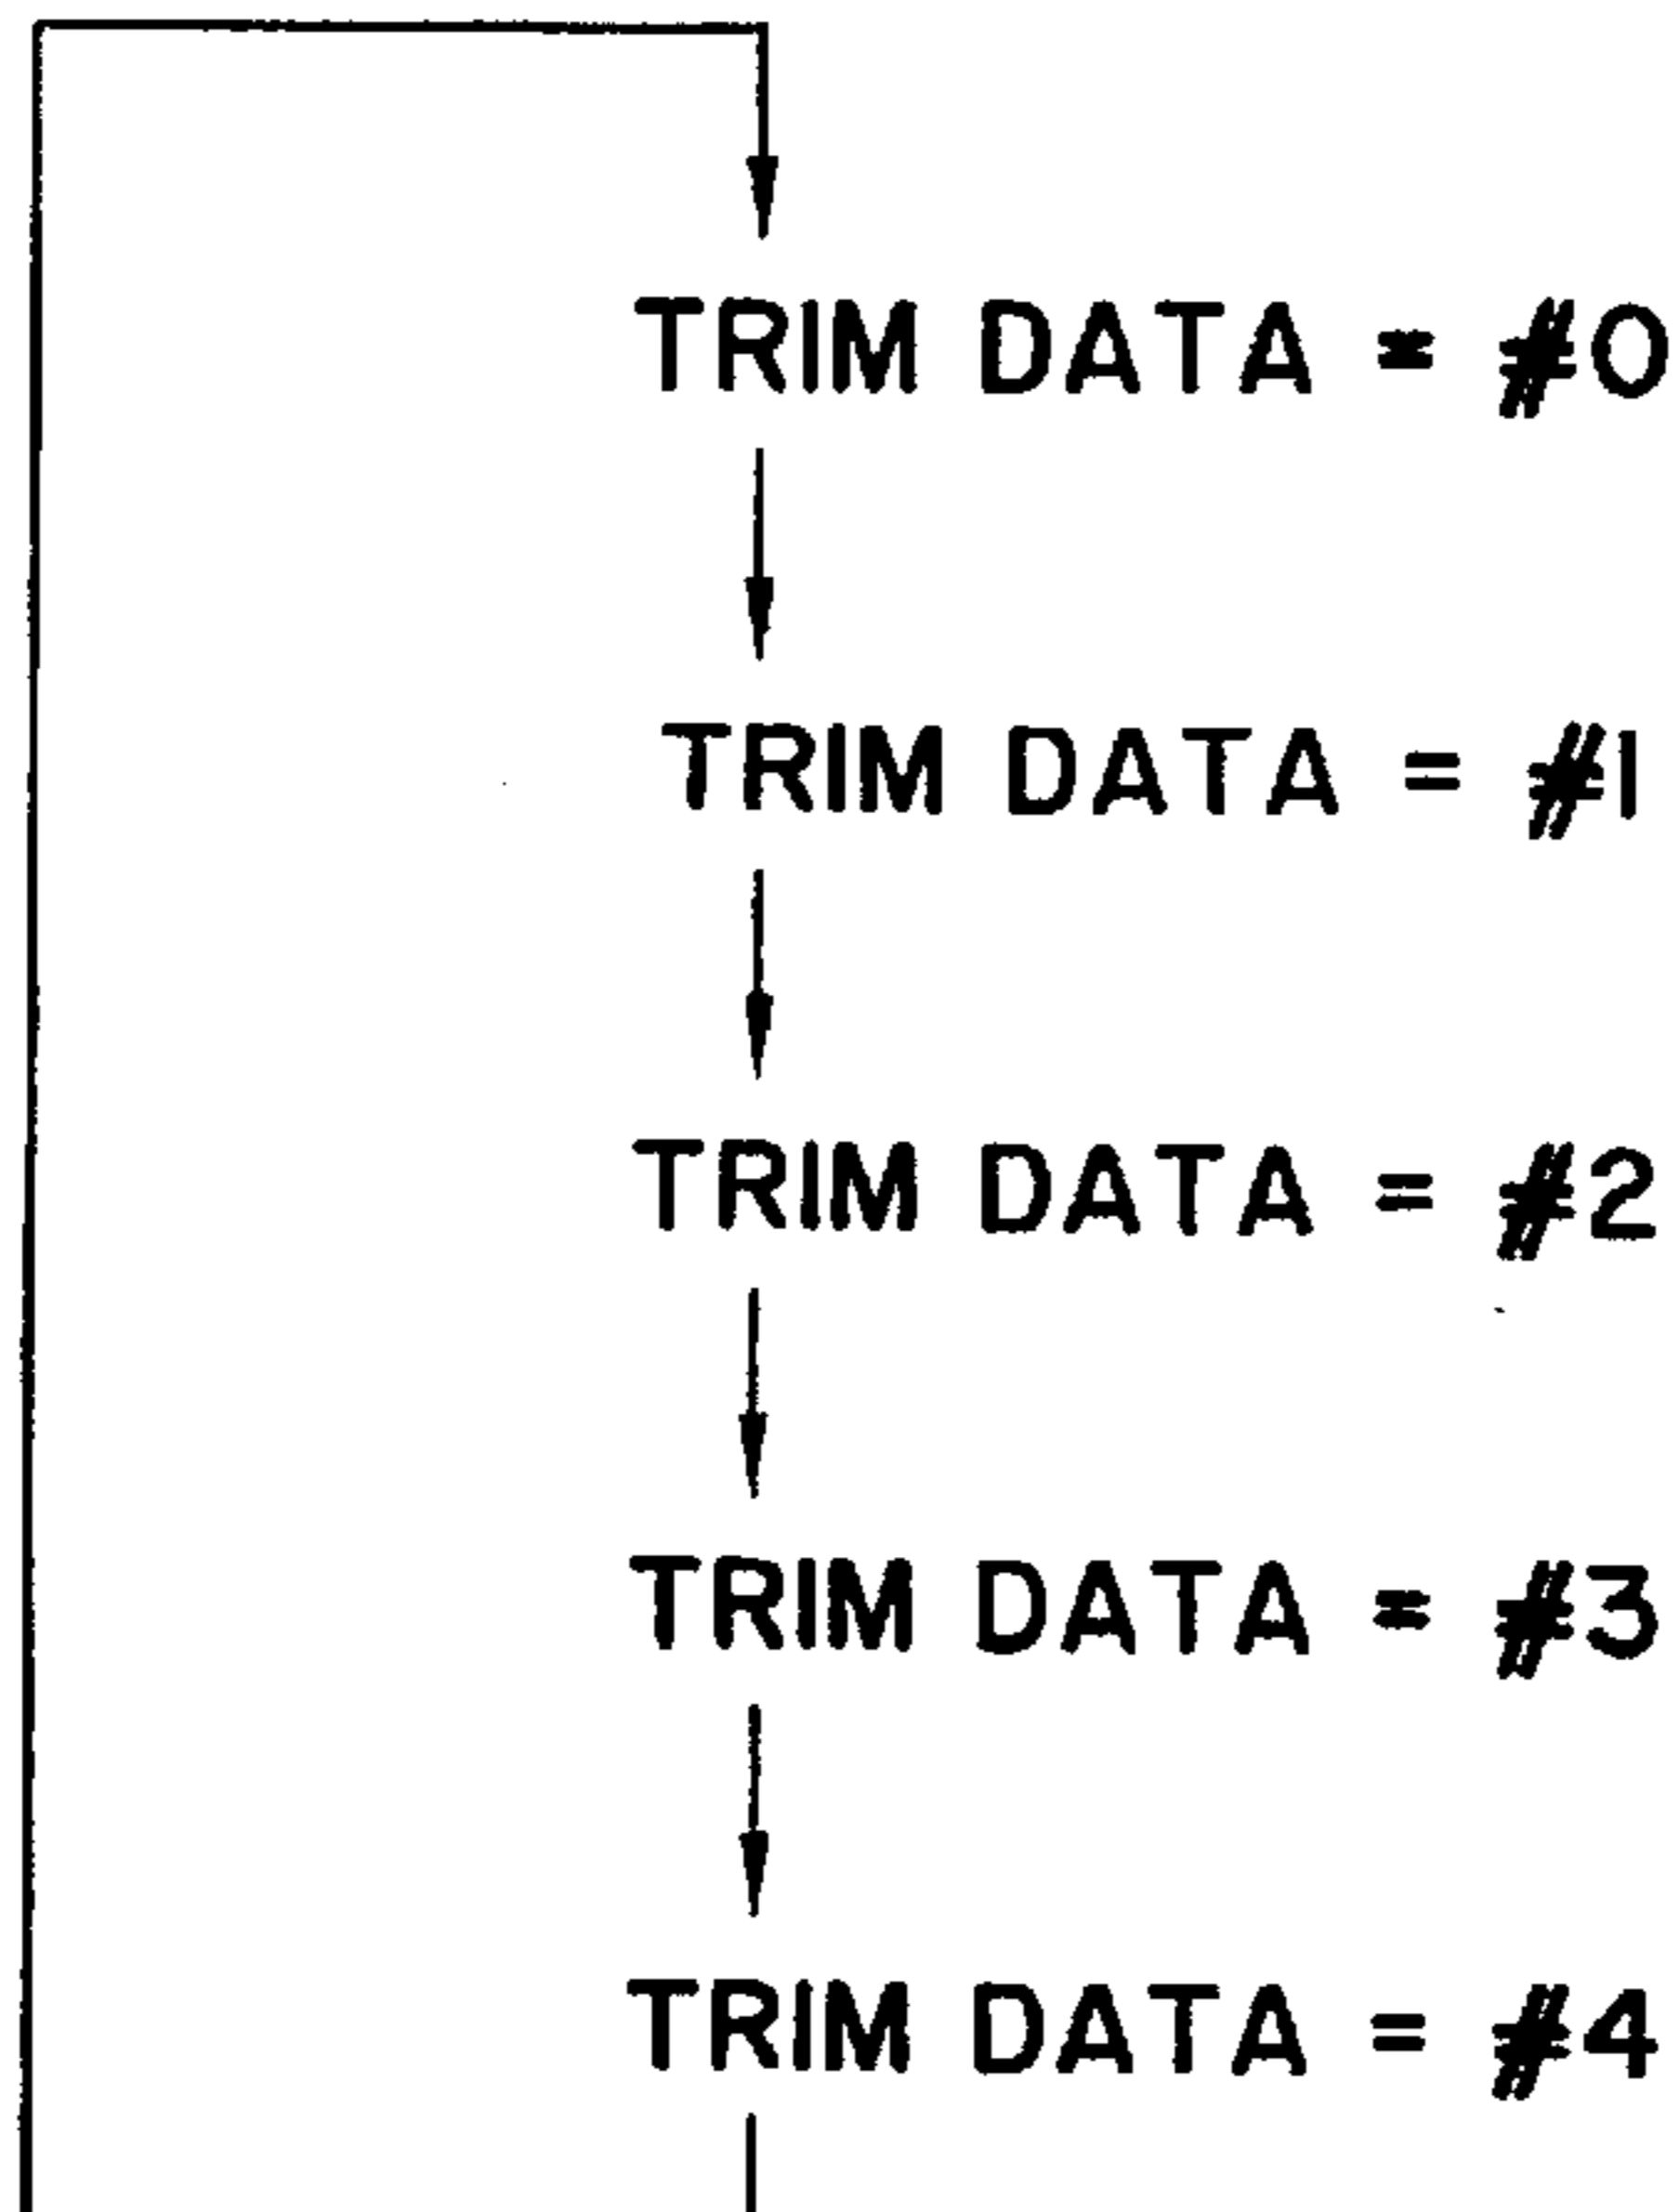 TRIM DATA = #0
TRIM DATA = #1
TRIM DATA = #2
TRIM DATA = #3
TRIM DATA = #4